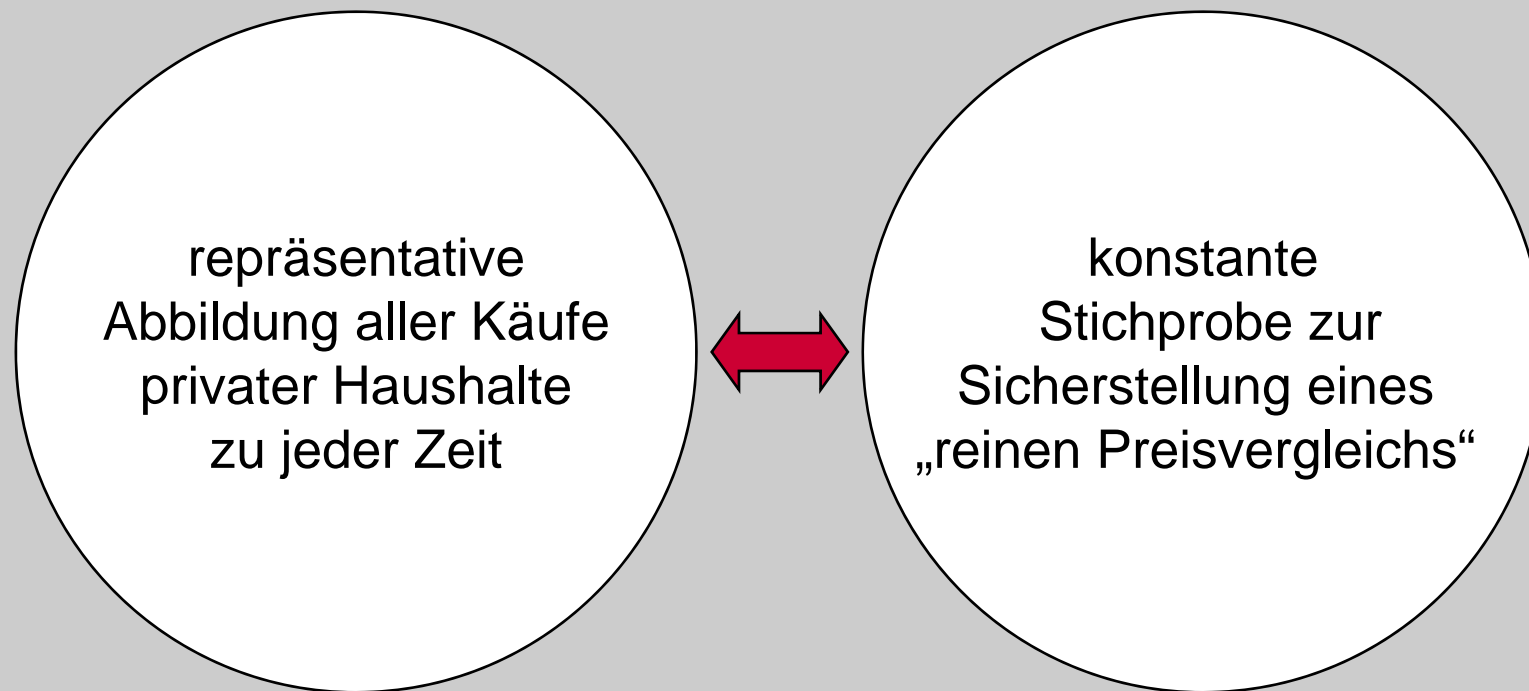 repräsentative
Abbildung aller Käufe
privater Haushalte
zu jeder Zeit
konstante
Stichprobe zur
Sicherstellung eines
„reinen Preisvergleichs“